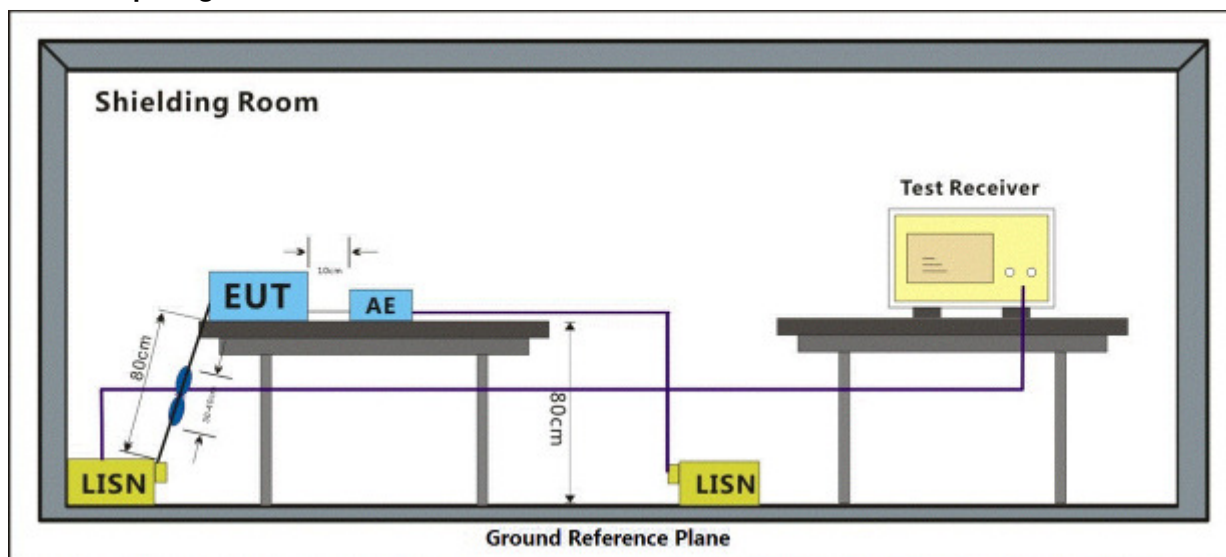 Shielding Room
Test Receiver
10cm
EUT
AE
80cm
80cm
LISN
LISN
Ground Reference Plane